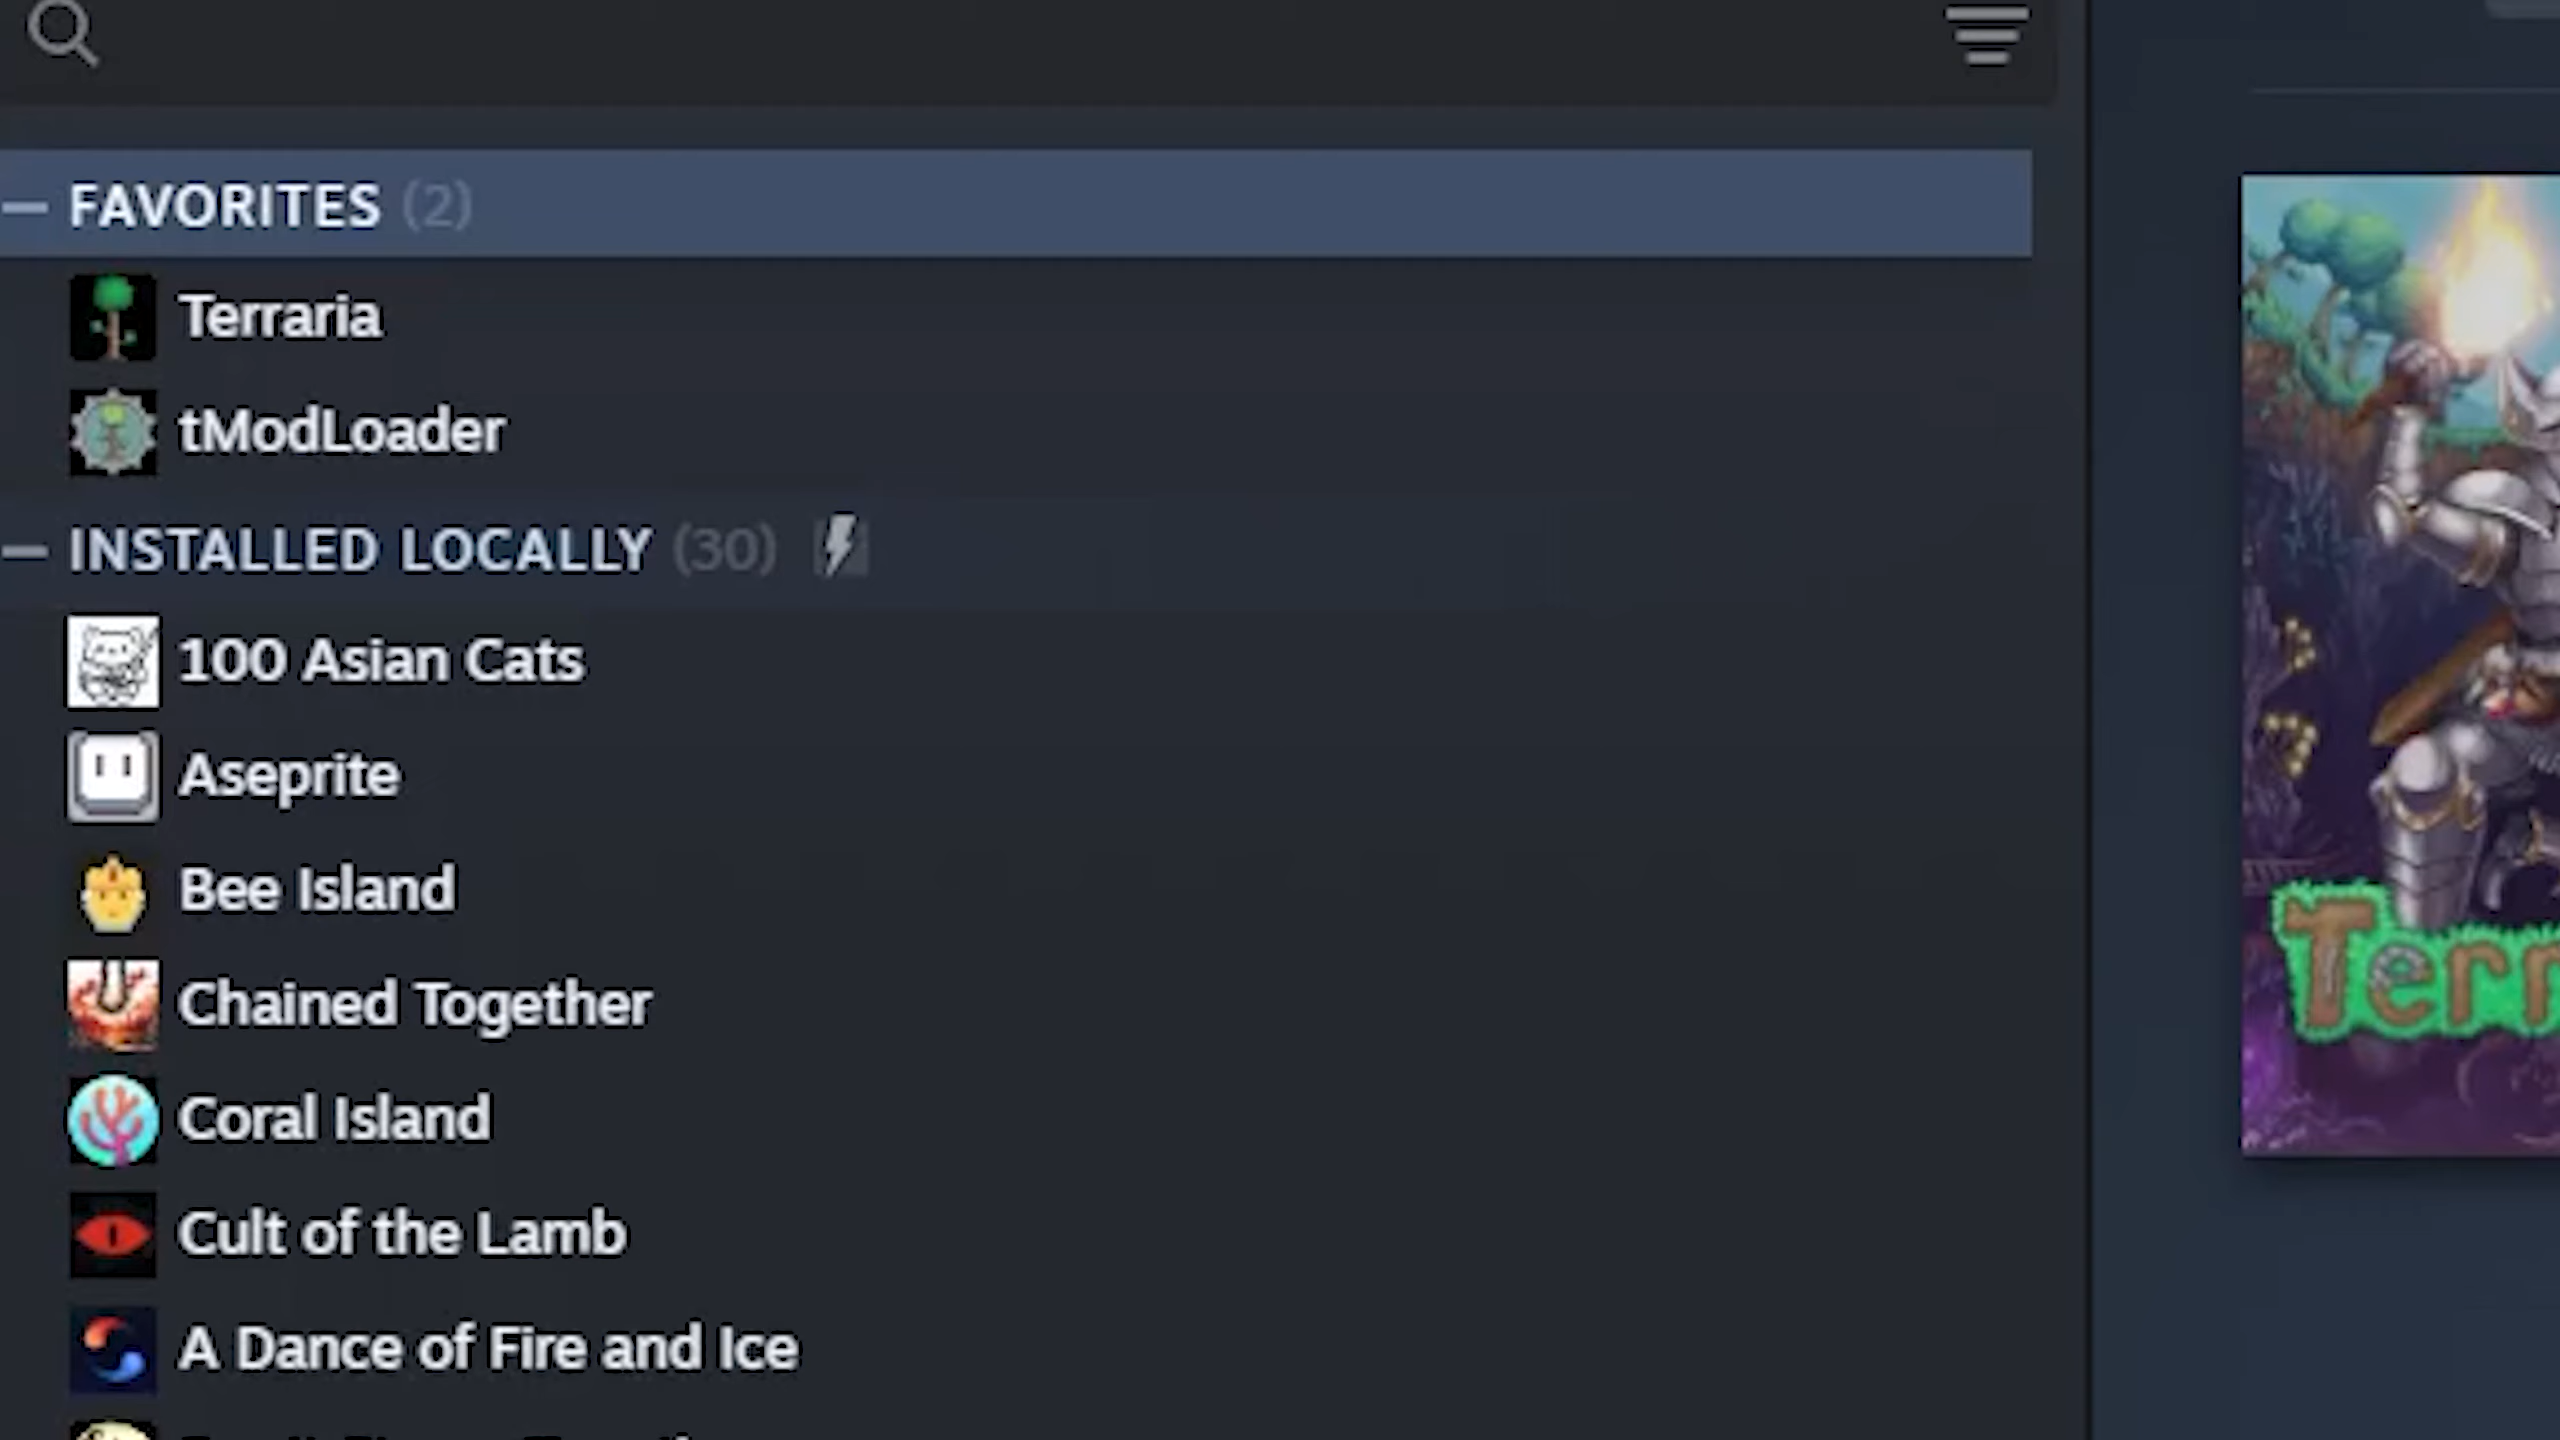 FAVORITES (2)
Terraria
tModLoader
INSTALLED LOCALLY (30)
100 Asian Cats
Aseprite
Bee Island
Chained Together
Coral Island
Cult of the Lamb
A Dance of Fire and Ice
Terr